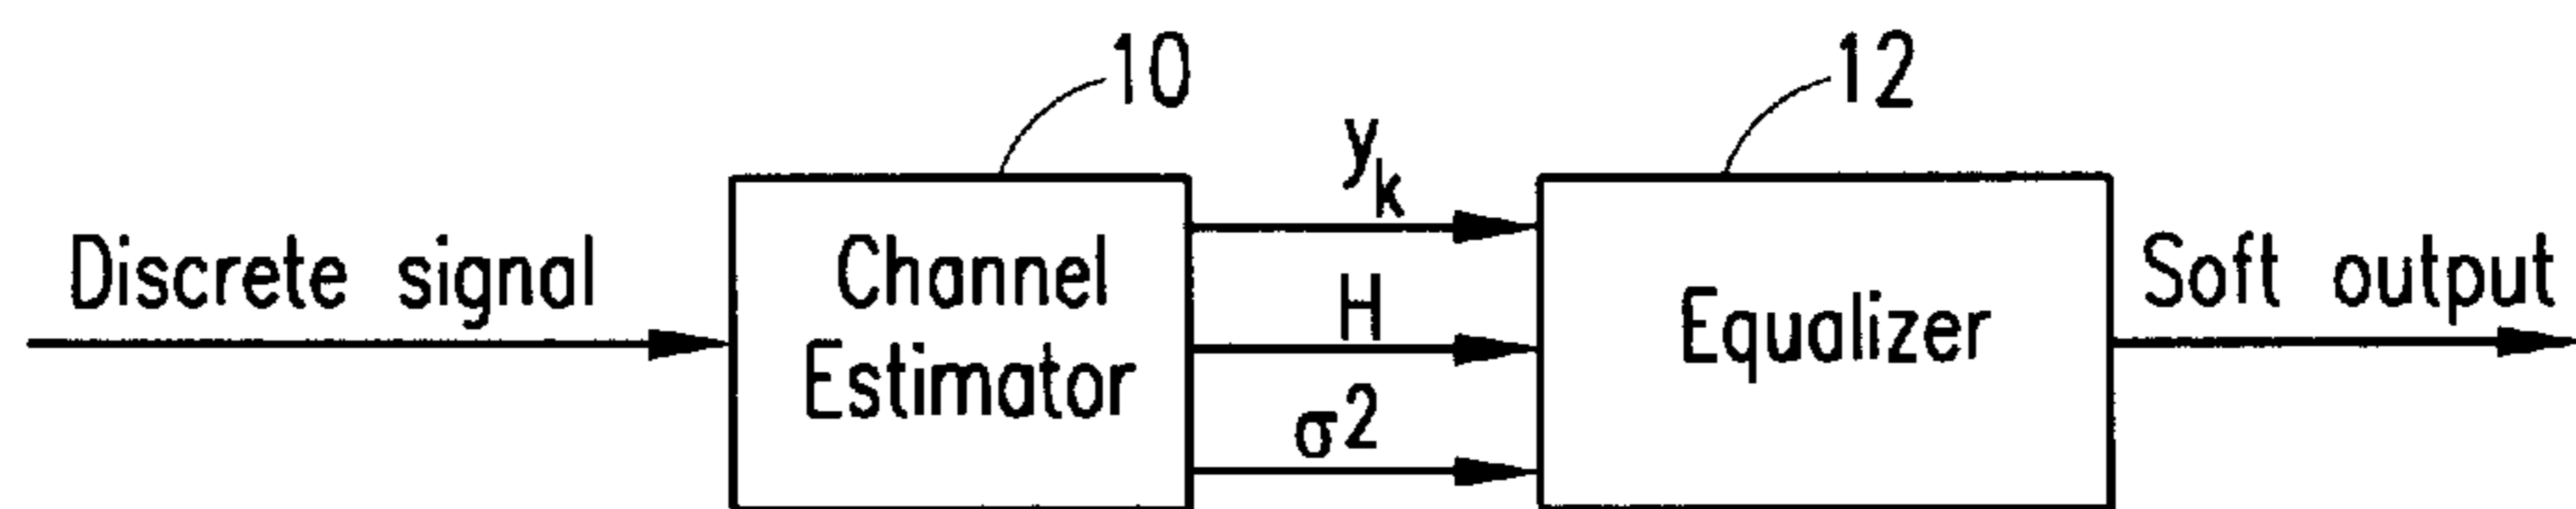 10
12
y_k
Discrete signal
Channel
Estimator
H
σ2
Equalizer
Soft output